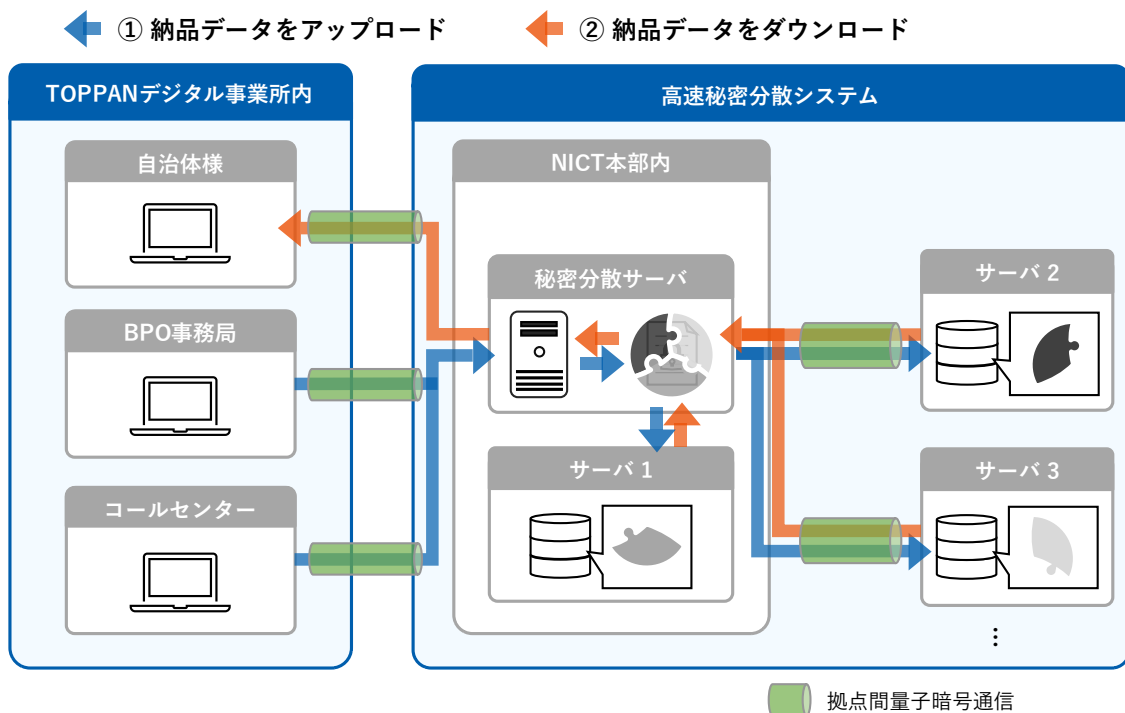 ① 納品データをアップロード
② 納品データをダウンロード
TOPPANデジタル事業所内
高速秘密分散システム
自治体様
NICT本部内
秘密分散サーバ
サーバ 2
BPO事務局
サーバ 1
サーバ 3
コールセンター
⋮
拠点間量子暗号通信